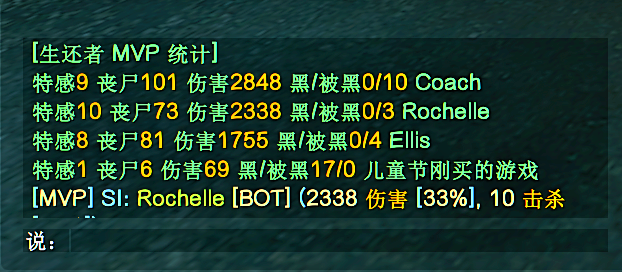 [生还者 MVP 统计]
特感9 丧尸101 伤害2848 黑/被黑0/10 Coach
特感10 丧尸73 伤害2338 黑/被黑0/3 Rochelle
特感8 丧尸81 伤害1755 黑/被黑0/4 Ellis
特感1 丧尸6 伤害69 黑/被黑17/0 儿童节刚买的游戏
[MVP] SI: Rochelle [BOT] (2338 伤害 [33%], 10 击杀
说: